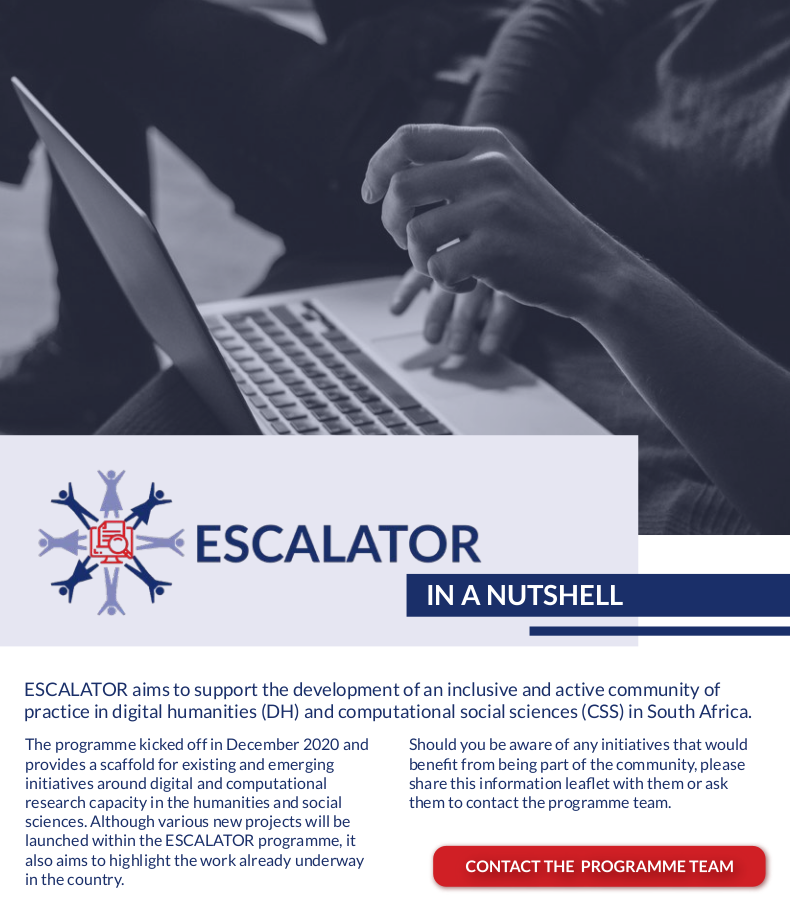 ESCALATOR
IN A NUTSHELL
ESCALATOR aims to support the development of an inclusive and active community of
practice in digital humanities (DH) and computational social sciences (CSS) in South Africa.
The programme kicked off in December 2020 and
provides a scaffold for existing and emerging
initiatives around digital and computational
research capacity in the humanities and social
sciences. Although various new projects will be
launched within the ESCALATOR programme, it
also aims to highlight the work already underway
in the country.
Should you be aware of any initiatives that would
benefit from being part of the community, please
share this information leaflet with them or ask
them to contact the programme team.
CONTACT THE PROGRAMME TEAM